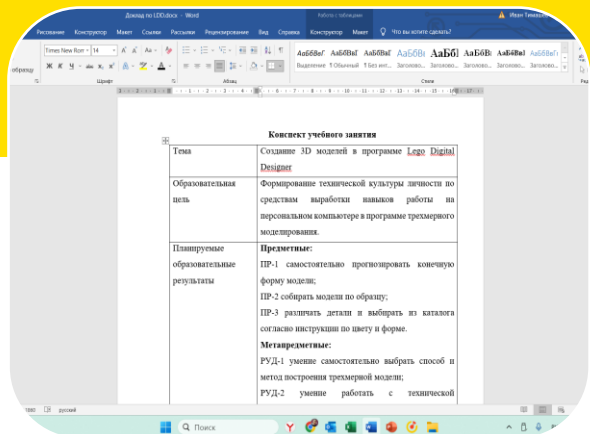 Доклад по LDD.docx - Word
Работа с таблицами
Иван Тимкин
Рисование Конструктор Макет Ссылки Рассылки Рецензирование Вид Справка Конструктор Макет Что вы хотите сделать?
Times New Rom 14
АаБбВвГ АаБбВвГ АаБбВвГ АаБбВв АаБб АаБбВв АаБбВвІ АаБбВвГг
образцу
Выделение ¶ Обычный ¶ Без инт... Заголово... Заголово... Заголово... Заголово... Заголово...
Шрифт Абзац Стили
Конспект учебного занятия
Тема
Создание 3D моделей в программе Lego Digital
Designer
Образовательная
цель
Формирование технической культуры личности по
средствам выработки навыков работы на
персональном компьютере в программе трехмерного
моделирования.
Планируемые
образовательные
результаты
Предметные:
ПР-1 самостоятельно прогнозировать конечную
форму модели;
ПР-2 собирать модели по образцу;
ПР-3 различать детали и выбирать из каталога
согласно инструкции по цвету и форме.
Метапредметные:
РУД-1 умение самостоятельно выбрать способ и
метод построения трехмерной модели;
РУД-2 умение работать с технической
русский
Поиск